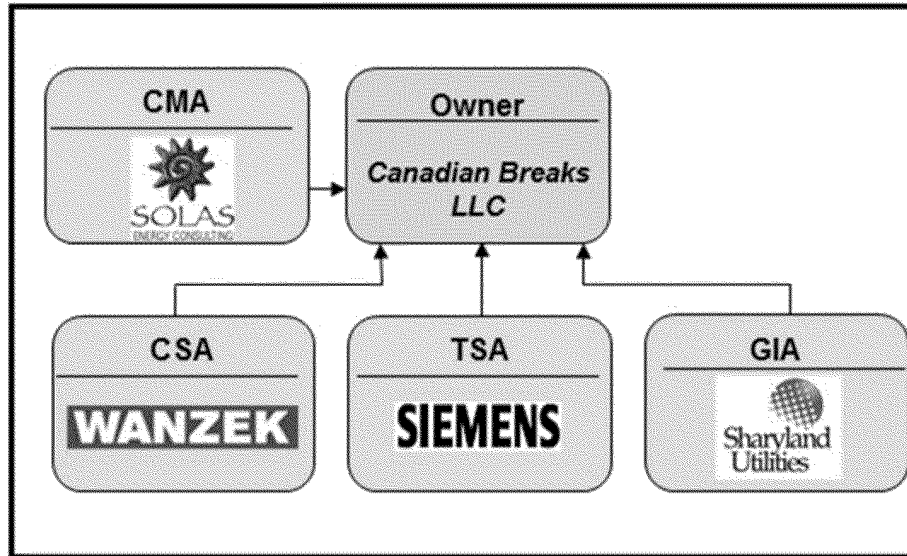 CMA
SOLAS
ENERGY CONSULTING
Owner
Canadian Breaks
LLC
CSA
WANZEK
TSA
SIEMENS
GIA
Sharyland
Utilities